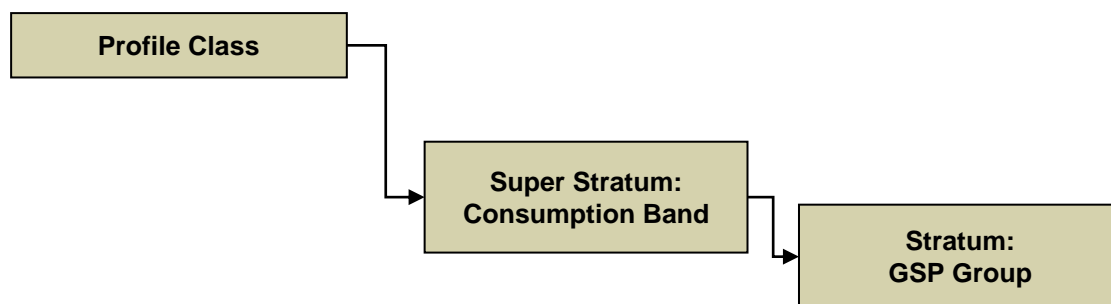 Profile Class
Super Stratum:
Consumption Band
Stratum:
GSP Group